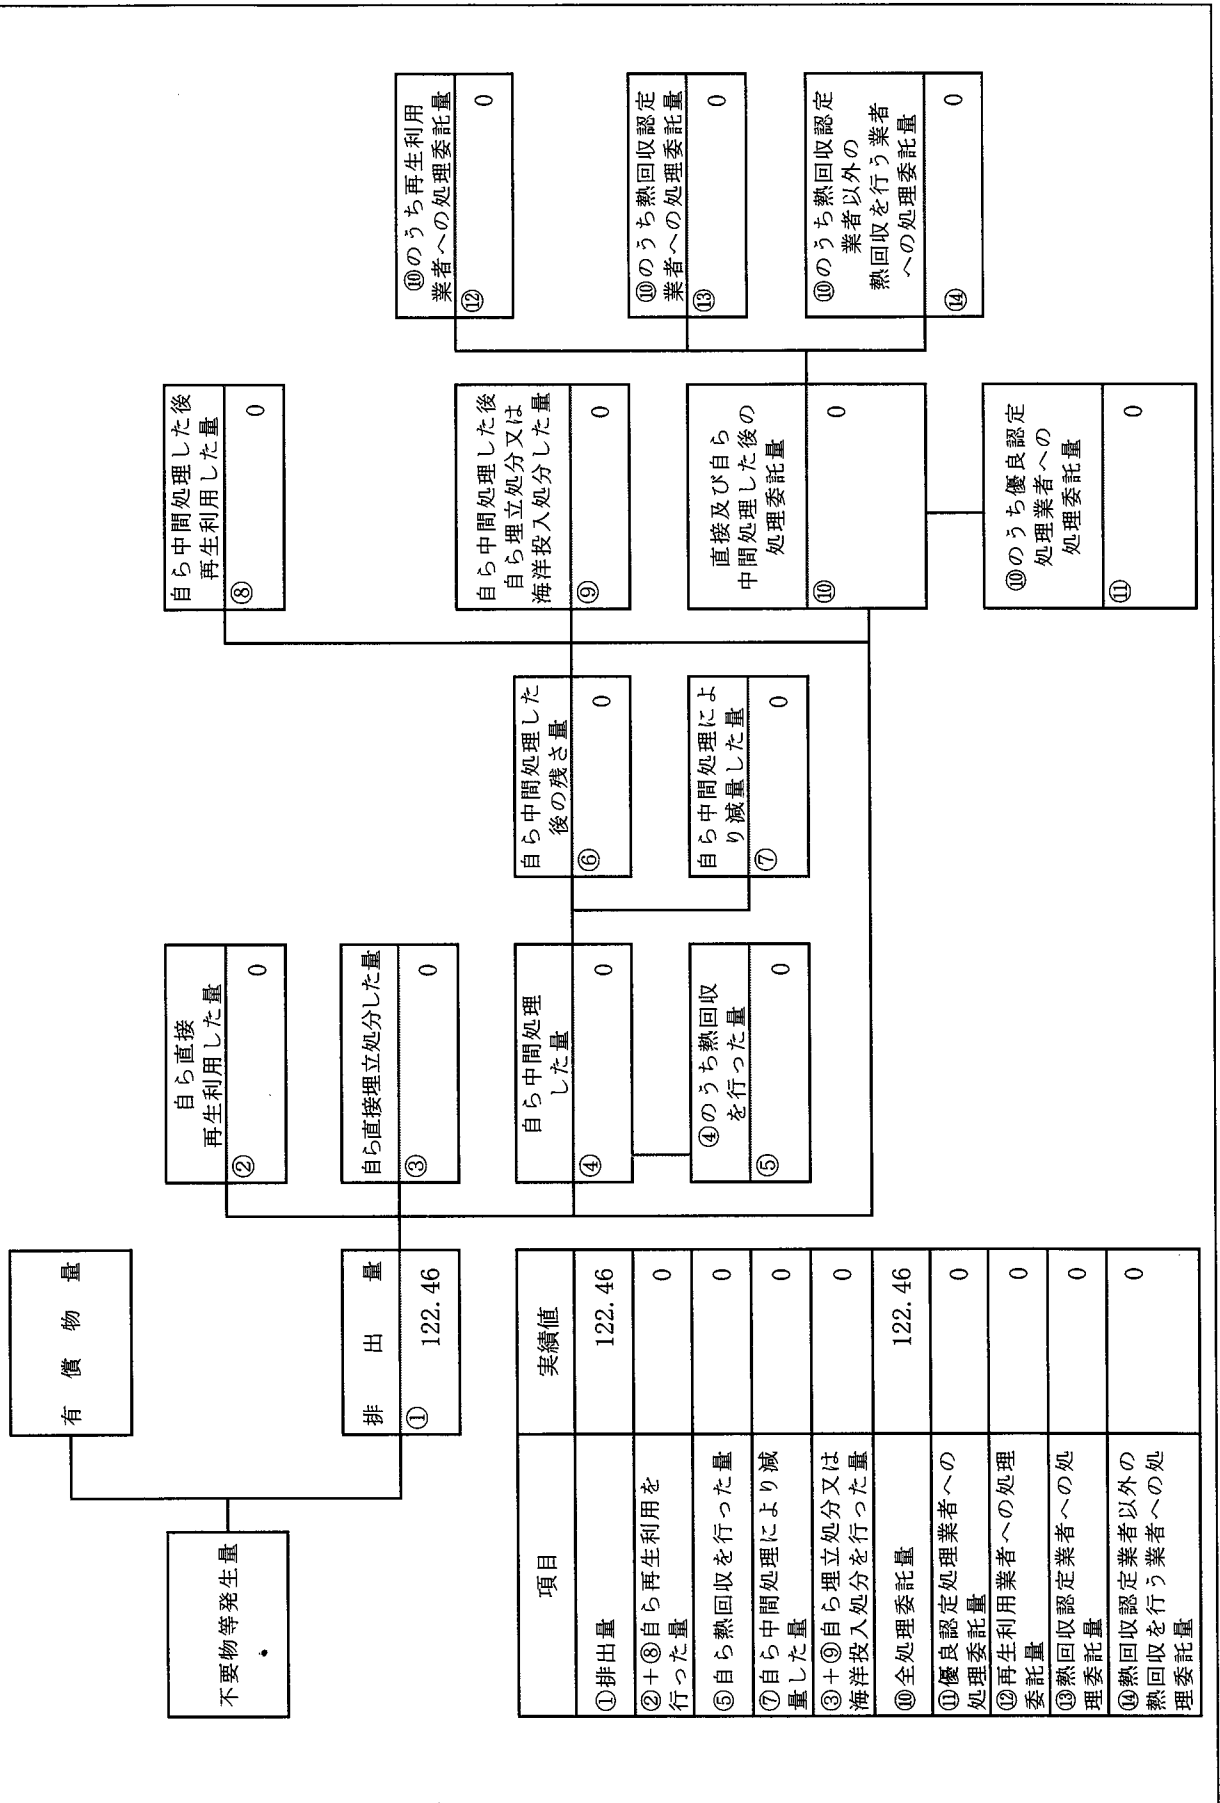 不要物等発生量
有償物量
排出量
① 122.46
自ら直接
再生利用した量
② 0
自ら直接埋立処分した量
③ 0
自ら中間処理
した量
④ 0
④のうち熱回収
を行った量
⑤ 0
自ら中間処理した
後の残さ量
⑥ 0
自ら中間処理によ
り減量した量
⑦ 0
自ら中間処理した後
再生利用した量
⑧ 0
自ら中間処理した後
自ら埋立処分又は
海洋投入処分した量
⑨ 0
直接及び自ら
中間処理した後の
処理委託量
⑩ 0
⑩のうち優良認定
処理業者への
処理委託量
⑪ 0
⑩のうち再生利用
業者への処理委託量
⑫ 0
⑩のうち熱回収認定
業者への処理委託量
⑬ 0
⑩のうち熱回収認定
業者以外の
熱回収を行う業者
への処理委託量
⑭ 0
項目 実績値
①排出量 122.46
②+⑧自ら再生利用を
行った量 0
⑤自ら熱回収を行った量 0
⑦自ら中間処理により減
量した量 0
③+⑨自ら埋立処分又は
海洋投入処分を行った量 0
⑩全処理委託量 122.46
⑪優良認定処理業者への
処理委託量 0
⑫再生利用業者への処理
委託量 0
⑬熱回収認定業者への処
理委託量 0
⑭熱回収認定業者以外の
熱回収を行う業者への処
理委託量 0